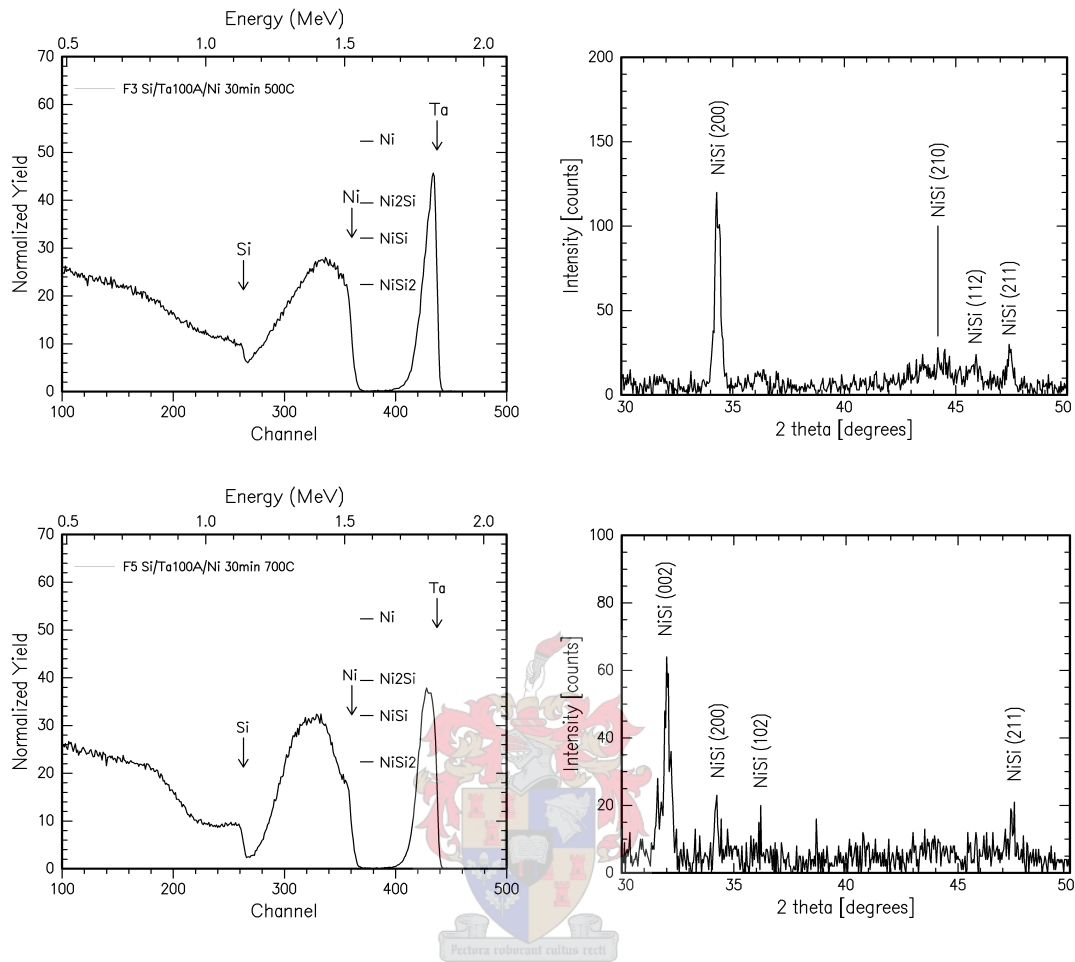 Energy (MeV)
0.5 1.0 1.5 2.0
70
60
50
40
30
20
10
0
Normalized Yield
F3 Si/Ta100A/Ni 30min 500C
Ta
Ni
Ni
Ni2Si
NiSi
NiSi2
Si
100 200 300 400 500
Channel
200
150
100
50
0
Intensity [counts]
NiSi (200)
NiSi (210)
NiSi (112)
NiSi (211)
30 35 40 45 50
2 theta [degrees]
Energy (MeV)
0.5 1.0 1.5 2.0
70
60
50
40
30
20
10
0
Normalized Yield
F5 Si/Ta100A/Ni 30min 700C
Ta
Ni
Ni
Ni2Si
NiSi
NiSi2
Si
100 200 300 400 500
Channel
100
80
60
40
20
0
Intensity [counts]
NiSi (002)
NiSi (200)
NiSi (102)
NiSi (211)
30 35 40 45 50
2 theta [degrees]
Pectora roborant cultus recti